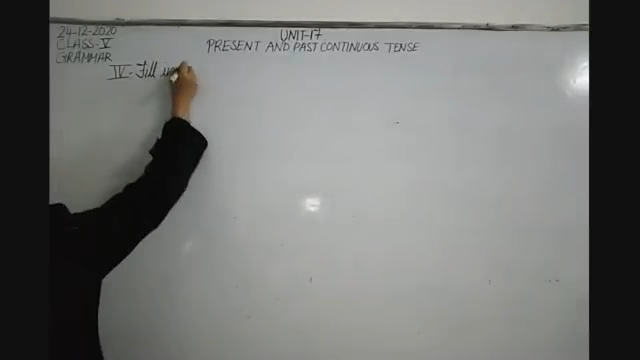 24-12-2020
CLASS-V
GRAMMAR
UNIT-17
PRESENT AND PAST CONTINUOUS TENSE
IV- Fill